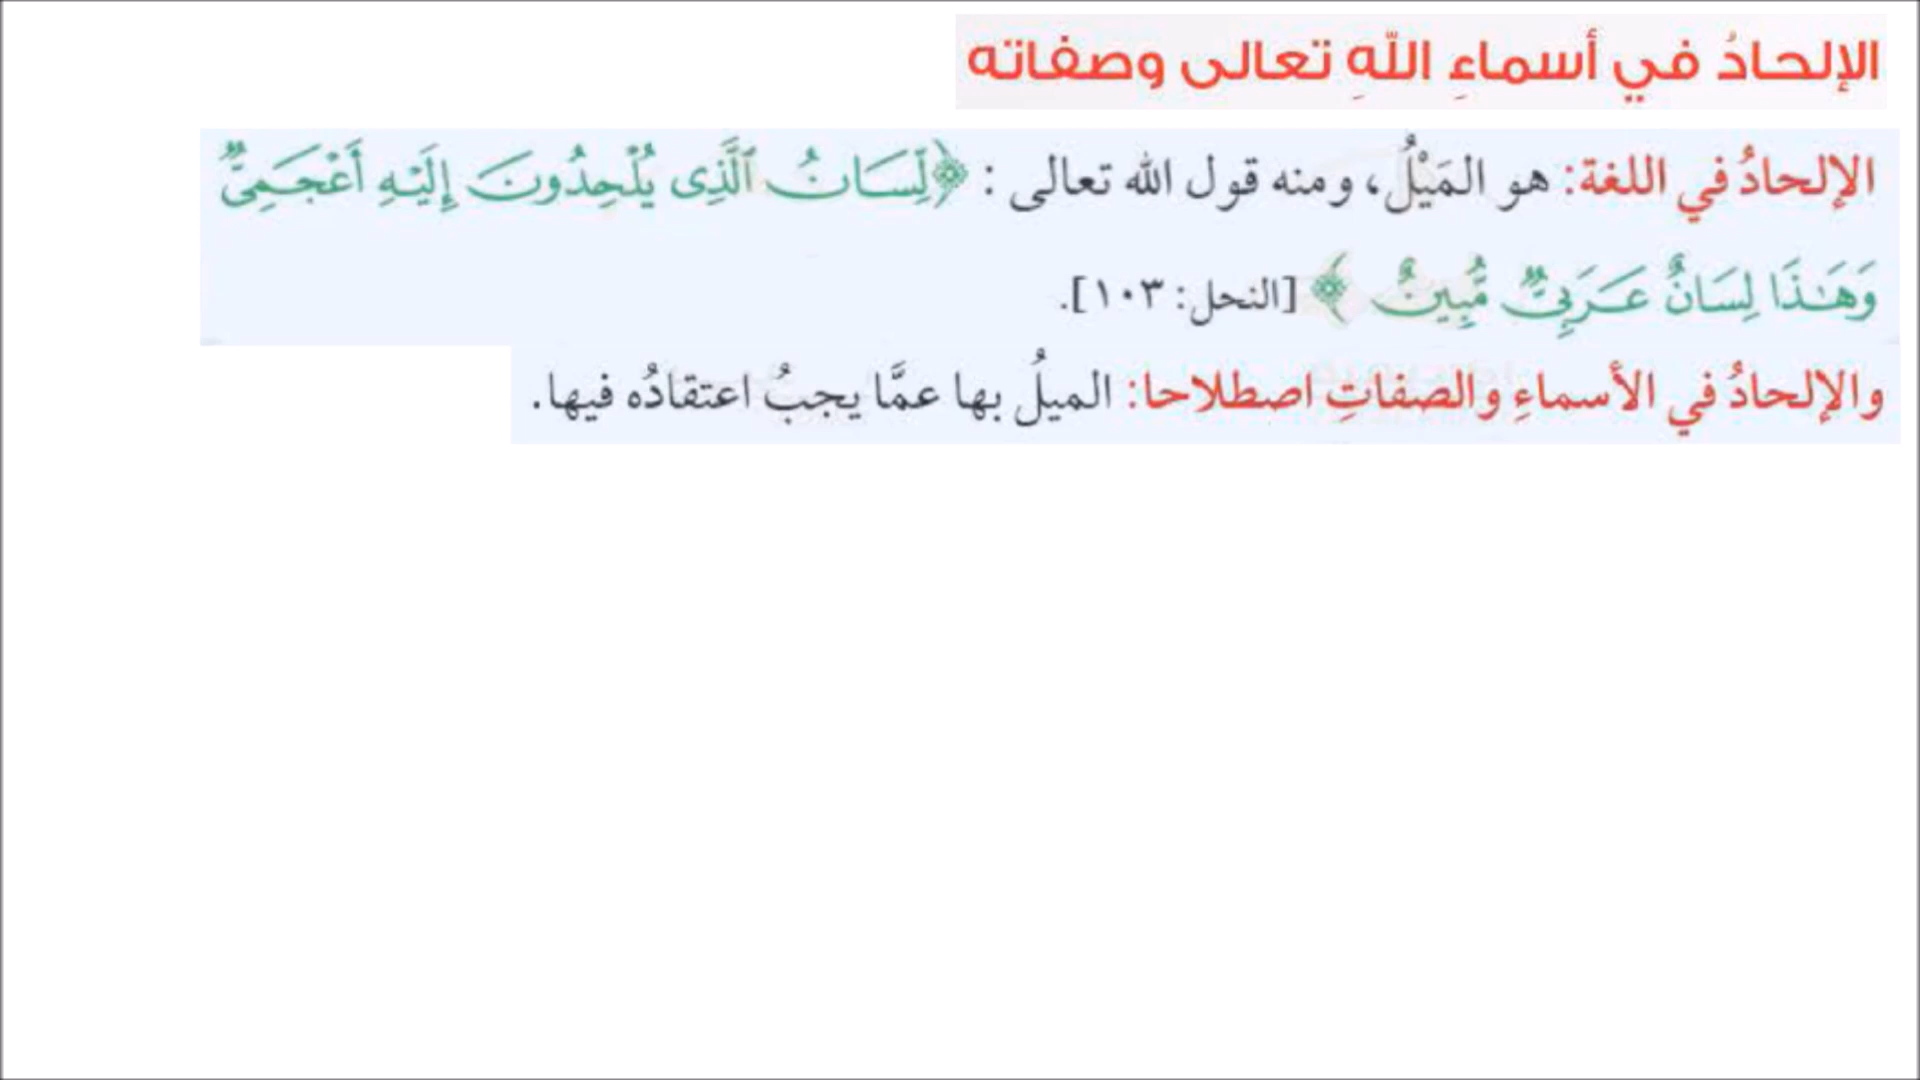 الإلحادُ في أسماءِ اللّهِ تعالى وصفاته
الإلحادُ في اللغة: هو المَيْلُ، ومنه قول الله تعالى : ﴿لِّسَانُ ٱلَّذِى يُلْحِدُونَ إِلَيْهِ أَعْجَمِىٌّ
وَهَـٰذَا لِسَانٌ عَرَبِىٌّ مُّبِينٌ ﴾ [النحل: ١٠٣].
والإلحادُ في الأسماءِ والصفاتِ اصطلاحا: الميلُ بها عمَّا يجبُ اعتقادُه فيها.